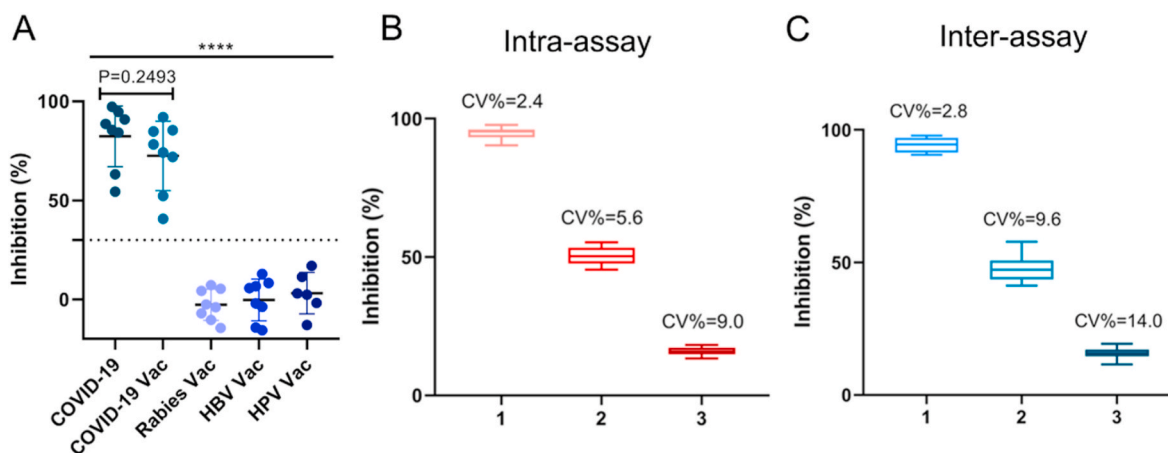 A
****
P=0.2493
100
50
0
Inhibition (%)
COVID-19
COVID-19 Vac
Rabies Vac
HBV Vac
HPV Vac
B
Intra-assay
CV%=2.4
CV%=5.6
CV%=9.0
100
50
0
Inhibition (%)
1 2 3
C
Inter-assay
CV%=2.8
CV%=9.6
CV%=14.0
100
50
0
Inhibition (%)
1 2 3